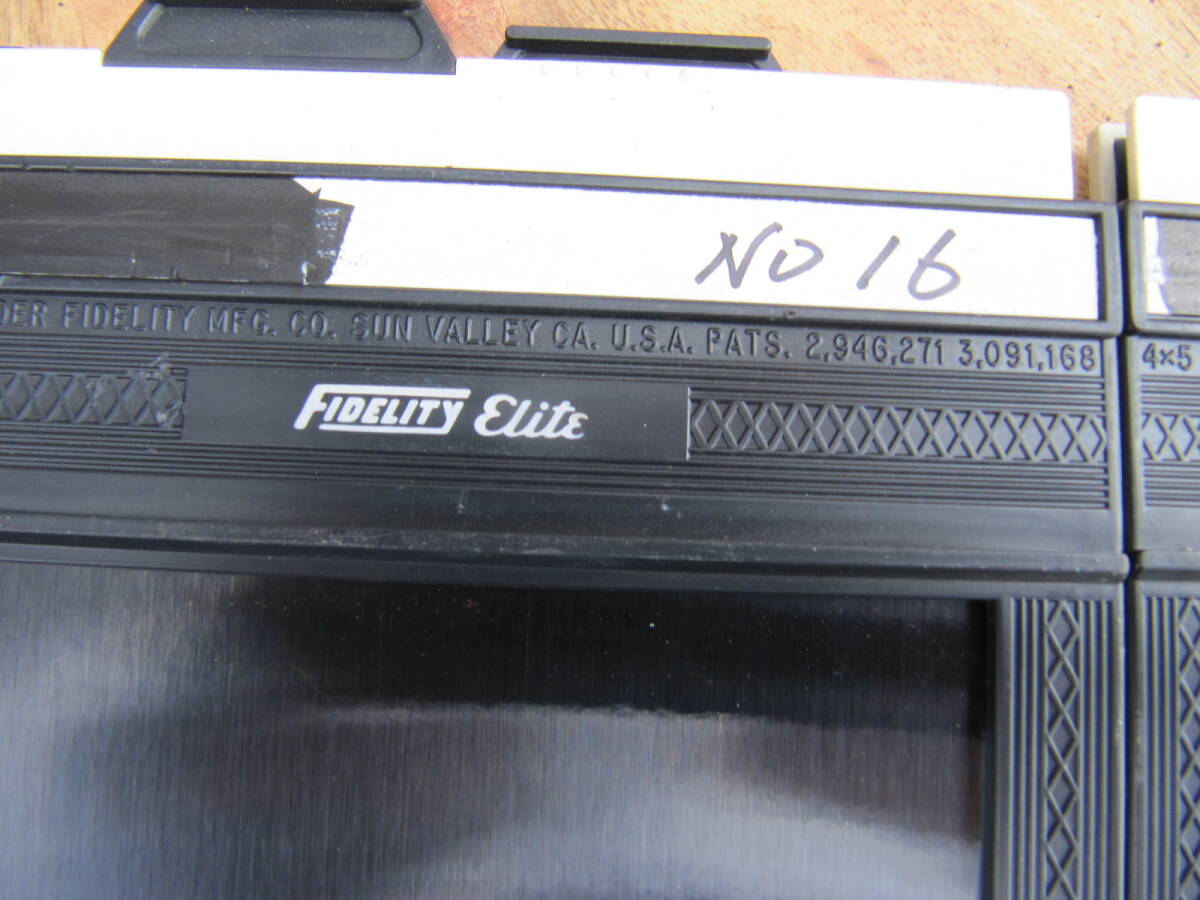 NO 16
DER FIDELITY MFG. CO. SUN VALLEY CA. U.S.A. PATS. 2,946,271 3,091,168
4×5
FIDELITY Elite